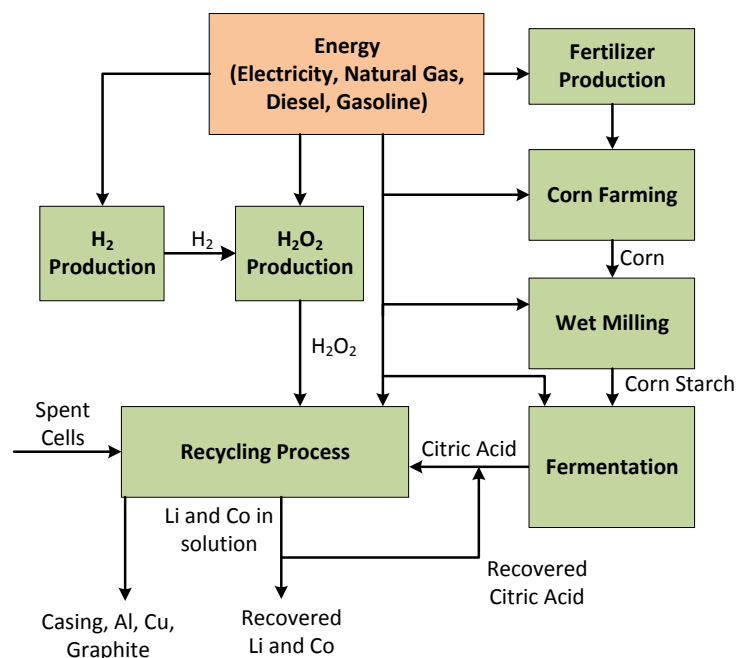 Energy
(Electricity, Natural Gas,
Diesel, Gasoline)
Fertilizer
Production
Corn Farming
H₂
Production
H₂
H₂O₂
Production
Corn
Wet Milling
H₂O₂
Corn Starch
Spent
Cells
Recycling Process
Citric Acid
Fermentation
Li and Co in
solution
Recovered
Citric Acid
Casing, Al, Cu,
Graphite
Recovered
Li and Co